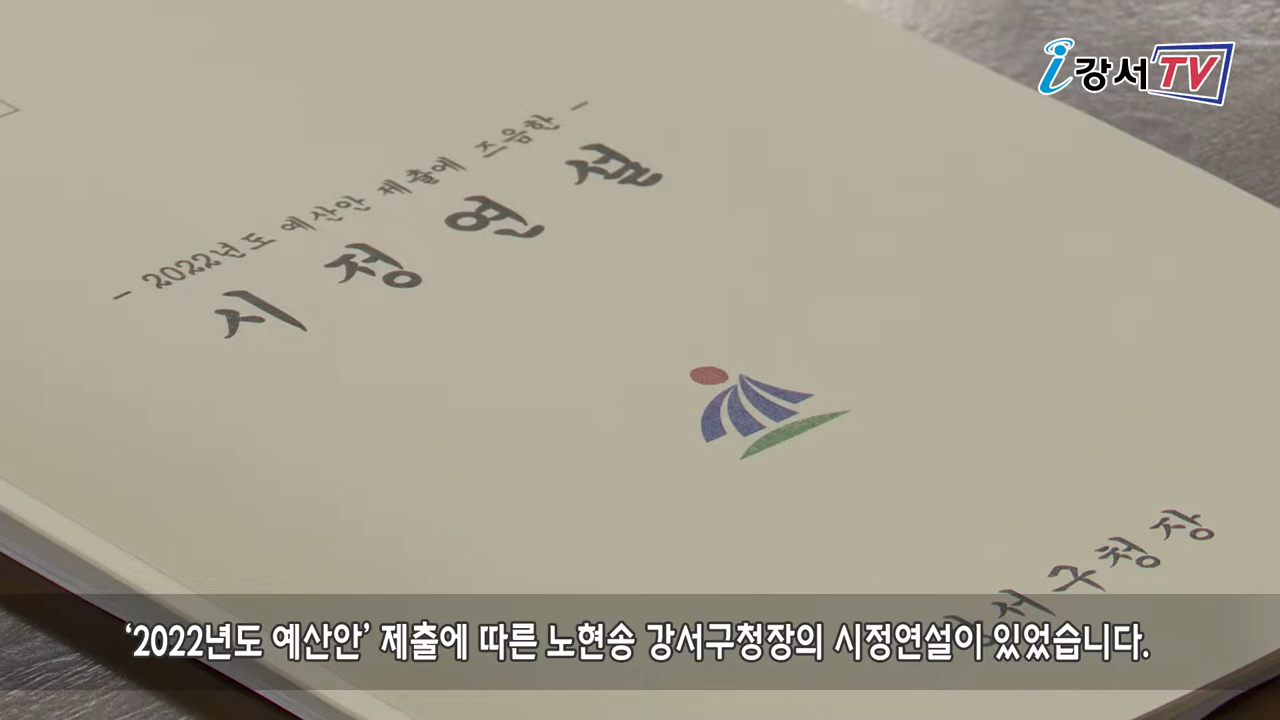 i강서TV
- 2022년도 예산안 제출에 즈음한 -
시정연설
강서구청장
‘2022년도 예산안’ 제출에 따른 노현송 강서구청장의 시정연설이 있었습니다.